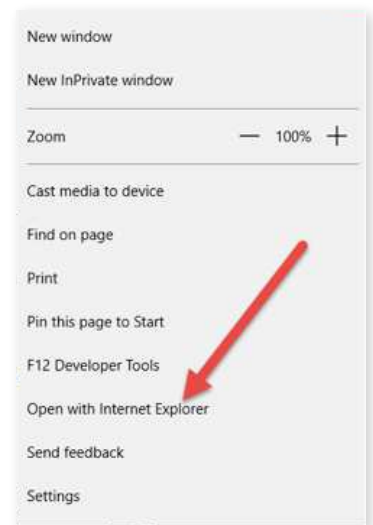 New window
New InPrivate window
Zoom — 100% +
Cast media to device
Find on page
Print
Pin this page to Start
F12 Developer Tools
Open with Internet Explorer
Send feedback
Settings